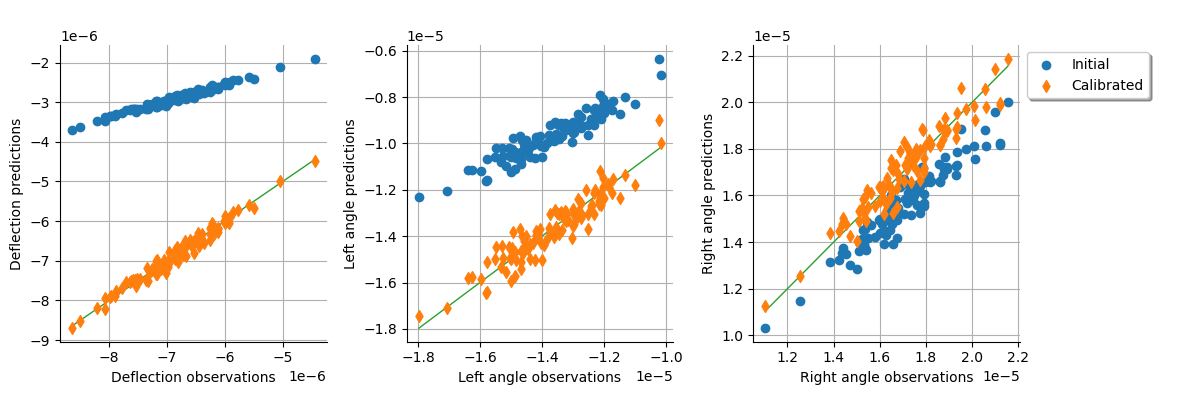 1e−6
−2
−3
−4
−5
−6
−7
−8
−9
Deflection predictions
−8
−7
−6
−5
Deflection observations
1e−6
1e−5
−0.6
−0.8
−1.0
−1.2
−1.4
−1.6
−1.8
Left angle predictions
−1.8
−1.6
−1.4
−1.2
−1.0
Left angle observations
1e−5
1e−5
2.2
2.0
1.8
1.6
1.4
1.2
1.0
Right angle predictions
1.2
1.4
1.6
1.8
2.0
2.2
Right angle observations
1e−5
Initial
Calibrated